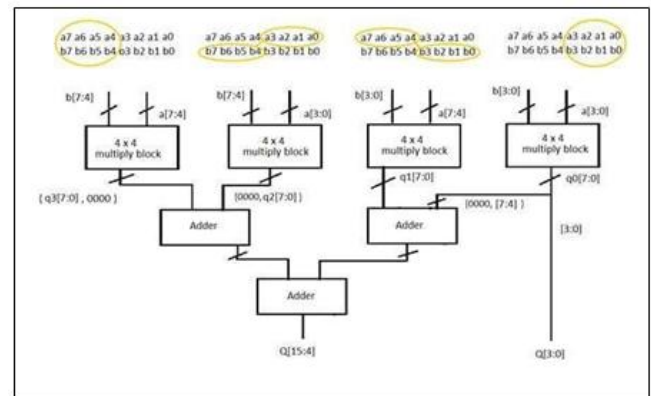 a7 a6 a5 a4 a3 a2 a1 a0 a7 a6 a5 a4 a3 a2 a1 a0 a7 a6 a5 a4 a3 a2 a1 a0 a7 a6 a5 a4 a3 a2 a1 a0
b7 b6 b5 b4 b3 b2 b1 b0 b7 b6 b5 b4 b3 b2 b1 b0 b7 b6 b5 b4 b3 b2 b1 b0 b7 b6 b5 b4 b3 b2 b1 b0
b[7:4] a[7:4] b[7:4] a[3:0] b[3:0] a[7:4] b[3:0] a[3:0]
4 x 4 4 x 4 4 x 4 4 x 4
multiply block multiply block multiply block multiply block
q1[7:0] q0[7:0]
{ q3[7:0] , 0000 } {0000,q2[7:0] } {0000, [7:4] }
Adder Adder [3:0]
Adder
Q[15:4] Q[3:0]